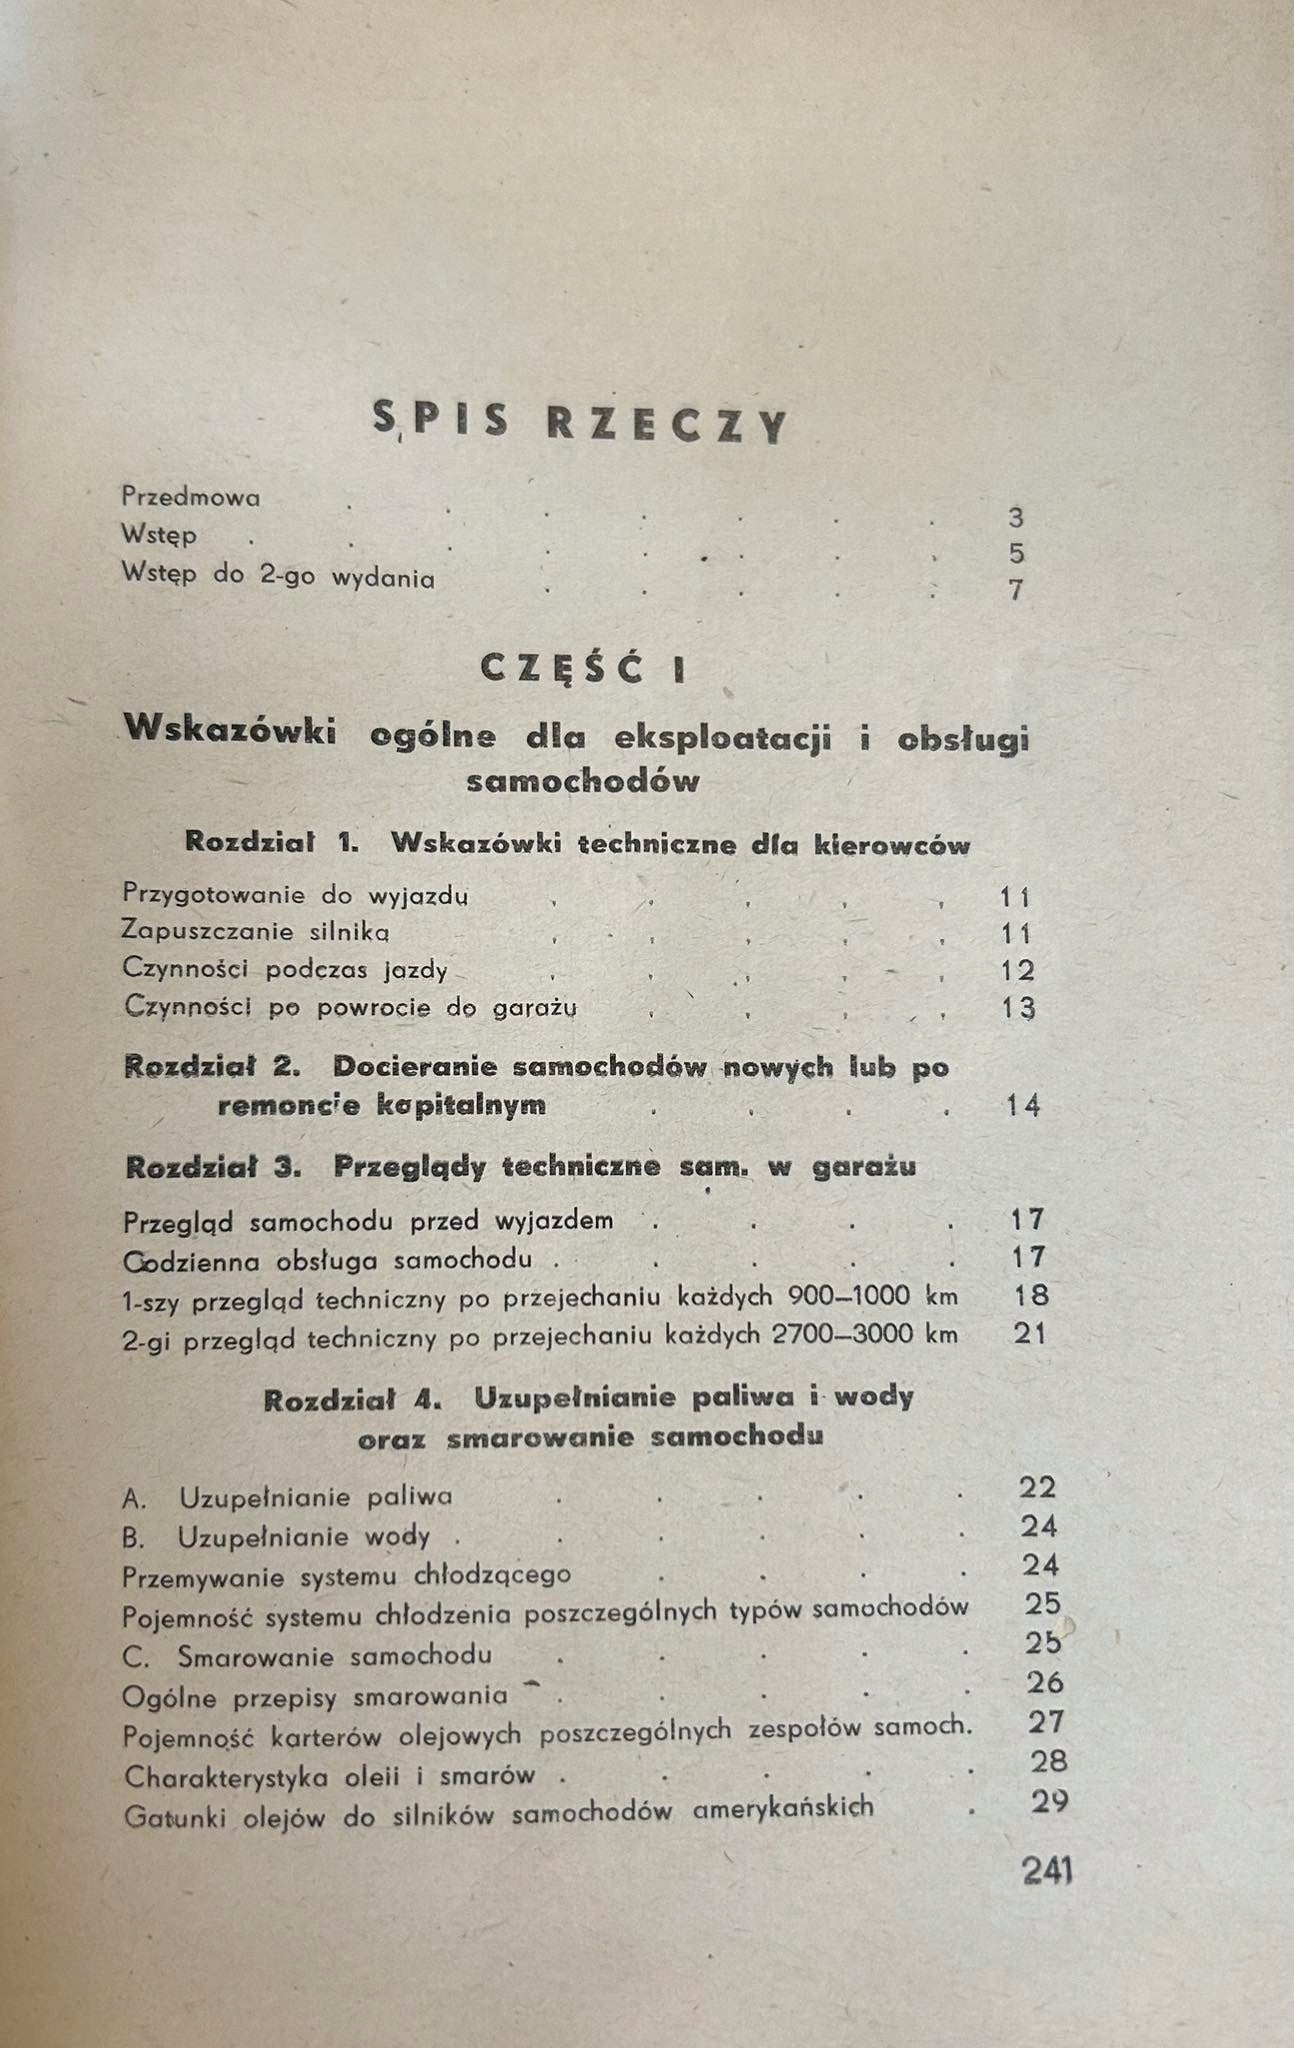 SPIS RZECZY
Przedmowa . . . . . . . 3
Wstęp . . . . . . . . 5
Wstęp do 2-go wydania . . . . . 7
CZĘŚĆ I
Wskazówki ogólne dla eksploatacji i obsługi
samochodów
Rozdział 1. Wskazówki techniczne dla kierowców
Przygotowanie do wyjazdu . . . . . 11
Zapuszczanie silnika . . . . . 11
Czynności podczas jazdy . . . . . 12
Czynności po powrocie do garażu . . . . 13
Rozdział 2. Docieranie samochodów nowych lub po
remoncie kapitalnym . . . . 14
Rozdział 3. Przeglądy techniczne sam. w garażu
Przegląd samochodu przed wyjazdem . . . . 17
Codzienna obsługa samochodu . . . . . 17
1-szy przegląd techniczny po przejechaniu każdych 900–1000 km 18
2-gi przegląd techniczny po przejechaniu każdych 2700–3000 km 21
Rozdział 4. Uzupełnianie paliwa i wody
oraz smarowanie samochodu
A. Uzupełnianie paliwa . . . . . 22
B. Uzupełnianie wody . . . . . . 24
Przemywanie systemu chłodzącego . . . . 24
Pojemność systemu chłodzenia poszczególnych typów samochodów 25
C. Smarowanie samochodu . . . . . 25
Ogólne przepisy smarowania . . . . . 26
Pojemność karterów olejowych poszczególnych zespołów samoch. 27
Charakterystyka oleii i smarów . . . . . 28
Gatunki olejów do silników samochodów amerykańskich . 29
241